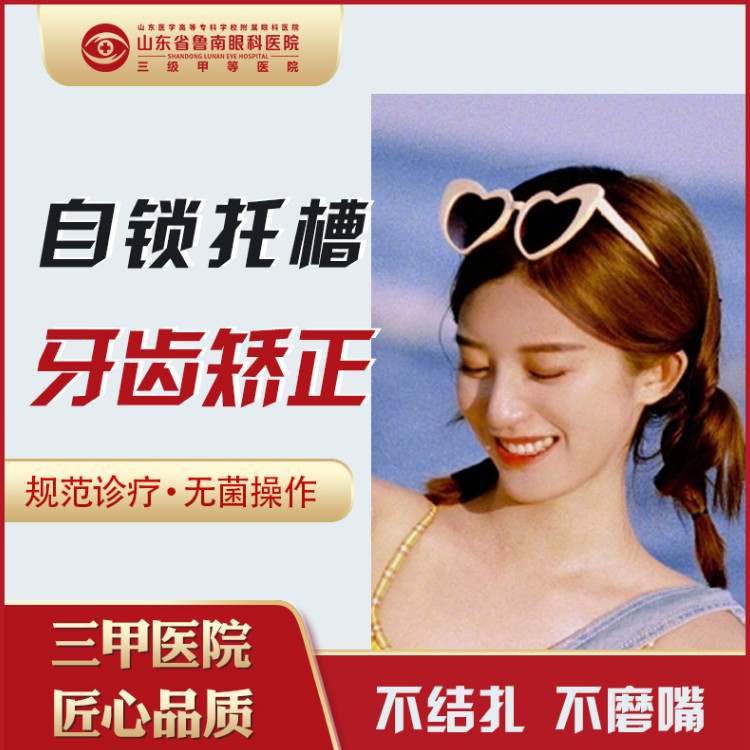 山东医学高等专科学校附属眼科医院
山东省鲁南眼科医院
SHANDONG LUNAN EYE HOSPITAL
三级甲等医院
自锁托槽
牙齿矫正
规范诊疗·无菌操作
三甲医院
匠心品质
不结扎 不磨嘴